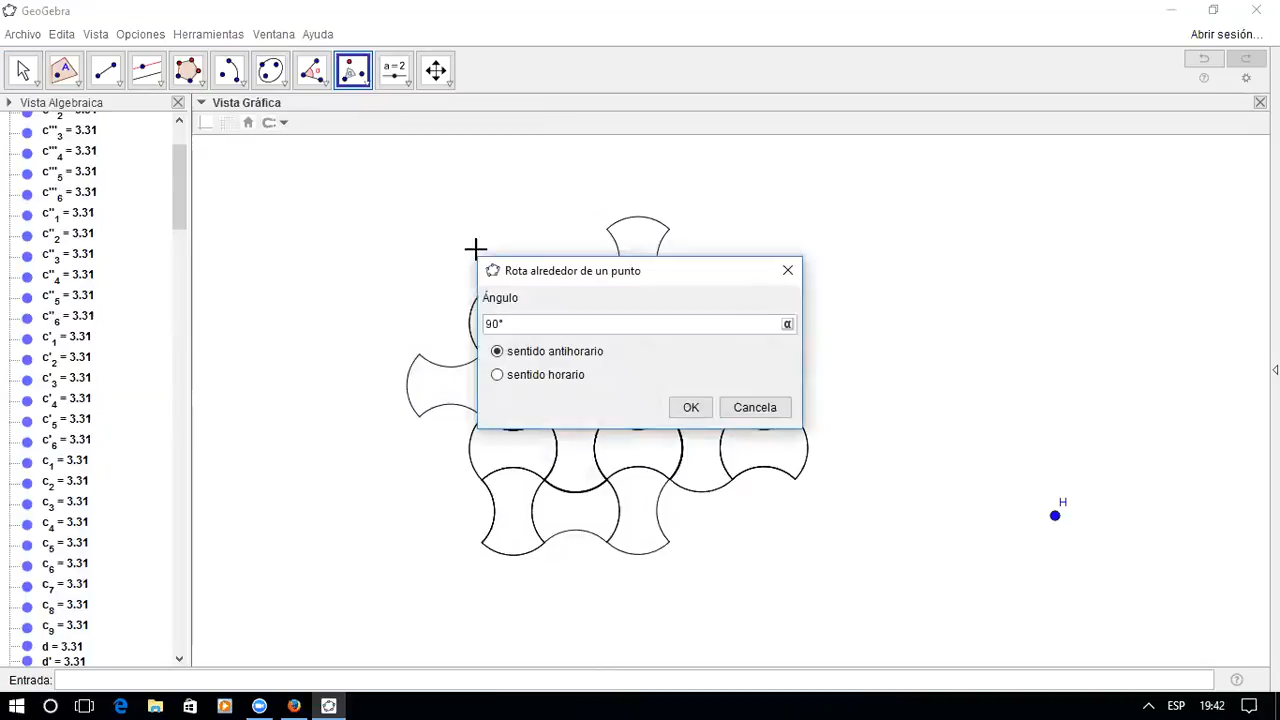 GeoGebra
Archivo Edita Vista Opciones Herramientas Ventana Ayuda
Abrir sesión...
A
α
a = 2
Vista Algebraica
Vista Gráfica
2
c'''3 = 3.31
c'''4 = 3.31
c'''5 = 3.31
c'''6 = 3.31
c''1 = 3.31
c''2 = 3.31
c''3 = 3.31
c''4 = 3.31
c''5 = 3.31
c''6 = 3.31
c'1 = 3.31
c'2 = 3.31
c'3 = 3.31
c'4 = 3.31
c'5 = 3.31
c'6 = 3.31
c1 = 3.31
c2 = 3.31
c3 = 3.31
c4 = 3.31
c5 = 3.31
c6 = 3.31
c7 = 3.31
c8 = 3.31
c9 = 3.31
d = 3.31
d' = 3.31
Rota alrededor de un punto
Ángulo
90° α
sentido antihorario
sentido horario
OK Cancela
H
Entrada:
ESP 19:42